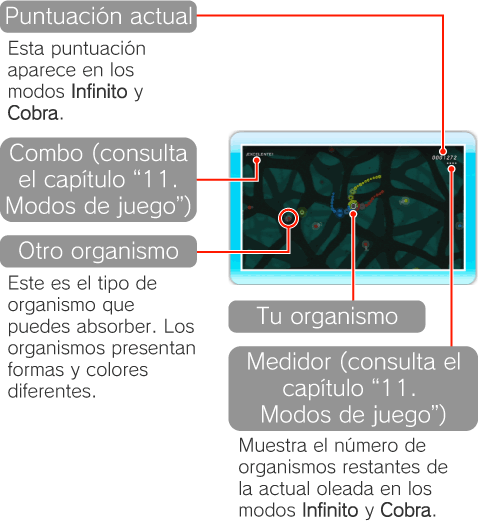 Puntuación actual
Esta puntuación
aparece en los
modos Infinito y
Cobra.
Combo (consulta
el capítulo “11.
Modos de juego”)
Otro organismo
Este es el tipo de
organismo que
puedes absorber. Los
organismos presentan
formas y colores
diferentes.
¡EXCELENTE!
0001272
Tu organismo
Medidor (consulta el
capítulo “11.
Modos de juego”)
Muestra el número de
organismos restantes de
la actual oleada en los
modos Infinito y Cobra.